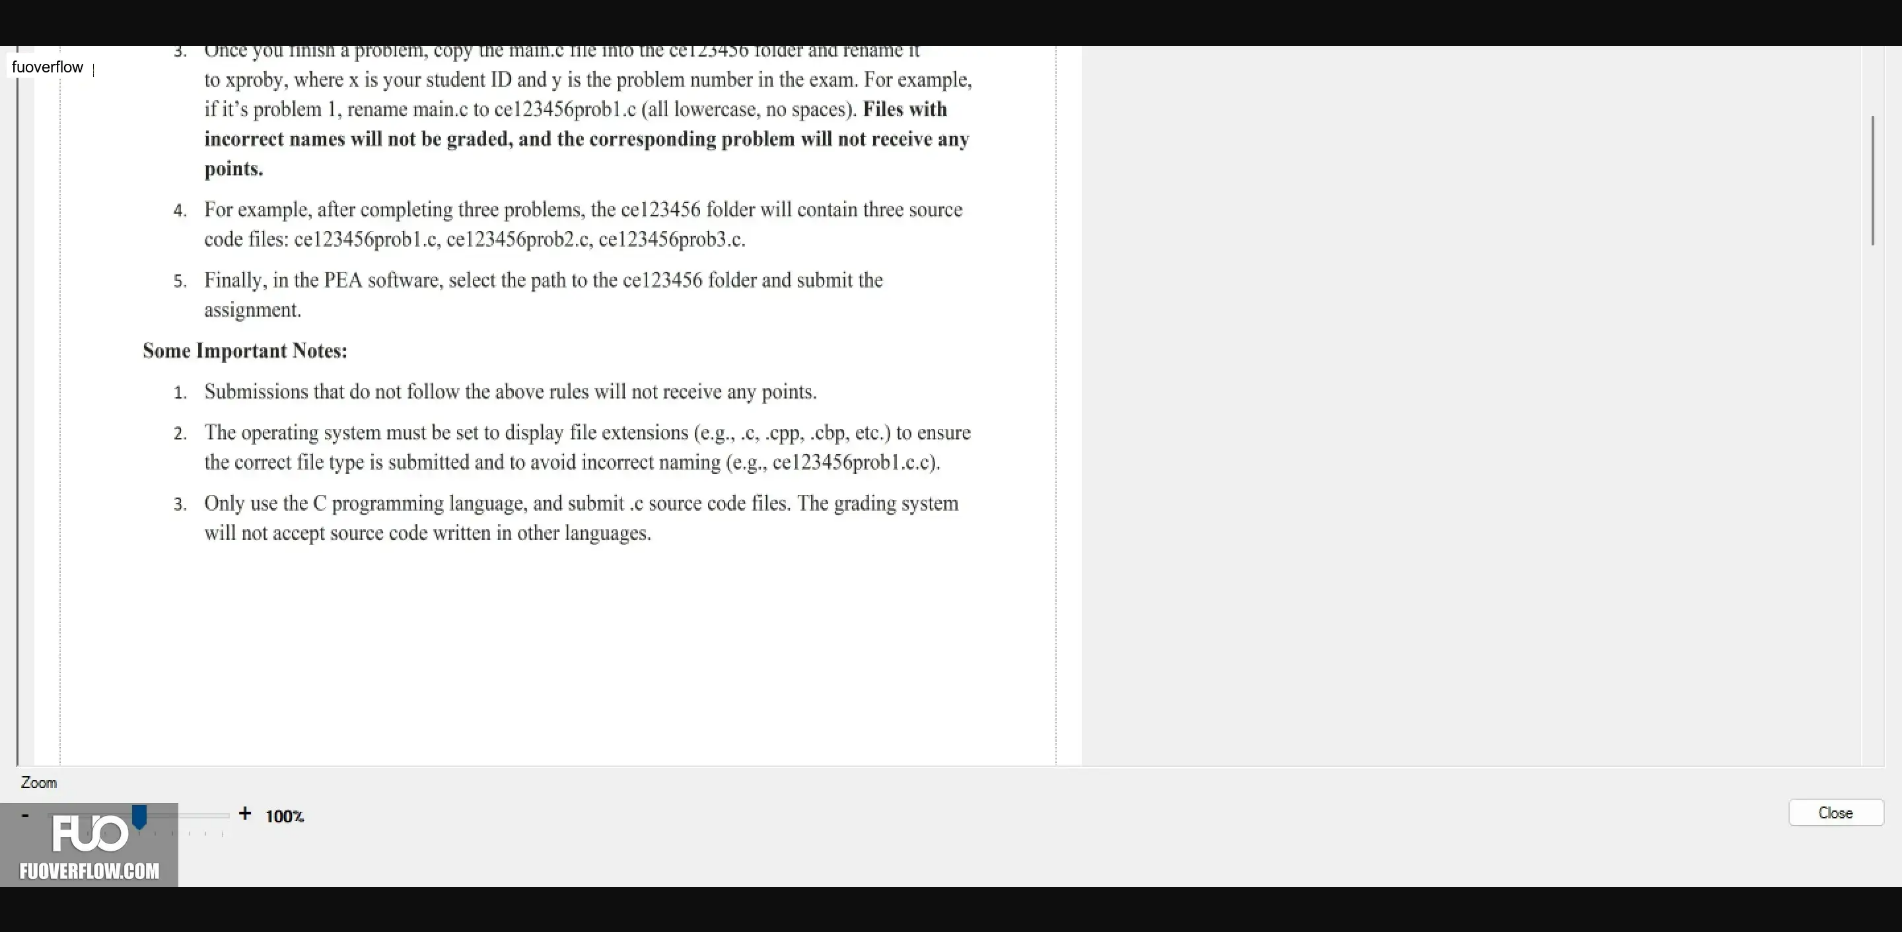 3. Once you finish a problem, copy the main.c file into the ce123456 folder and rename it
fuoverflow
to xproby, where x is your student ID and y is the problem number in the exam. For example,
if it’s problem 1, rename main.c to ce123456prob1.c (all lowercase, no spaces). Files with
incorrect names will not be graded, and the corresponding problem will not receive any
points.
4. For example, after completing three problems, the ce123456 folder will contain three source
code files: ce123456prob1.c, ce123456prob2.c, ce123456prob3.c.
5. Finally, in the PEA software, select the path to the ce123456 folder and submit the
assignment.
Some Important Notes:
1. Submissions that do not follow the above rules will not receive any points.
2. The operating system must be set to display file extensions (e.g., .c, .cpp, .cbp, etc.) to ensure
the correct file type is submitted and to avoid incorrect naming (e.g., ce123456prob1.c.c).
3. Only use the C programming language, and submit .c source code files. The grading system
will not accept source code written in other languages.
Zoom
- + 100%
Close
FUO
FUOVERFLOW.COM